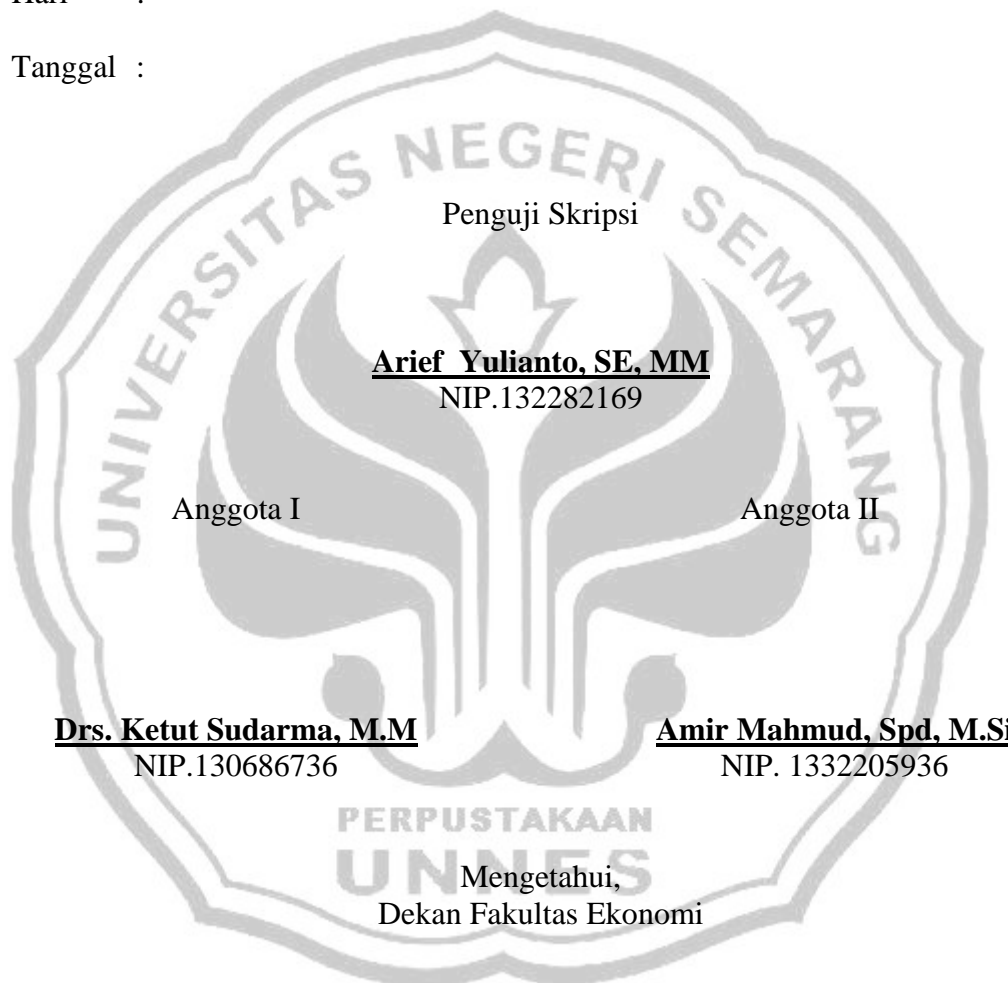 Hari :
Tanggal :
UNIVERSITAS NEGERI SEMARANG
Penguji Skripsi
Arief Yulianto, SE, MM
NIP.132282169
Anggota I Anggota II
Drs. Ketut Sudarma, M.M Amir Mahmud, Spd, M.Si
NIP.130686736 NIP. 1332205936
PERPUSTAKAAN
UNNES
Mengetahui,
Dekan Fakultas Ekonomi